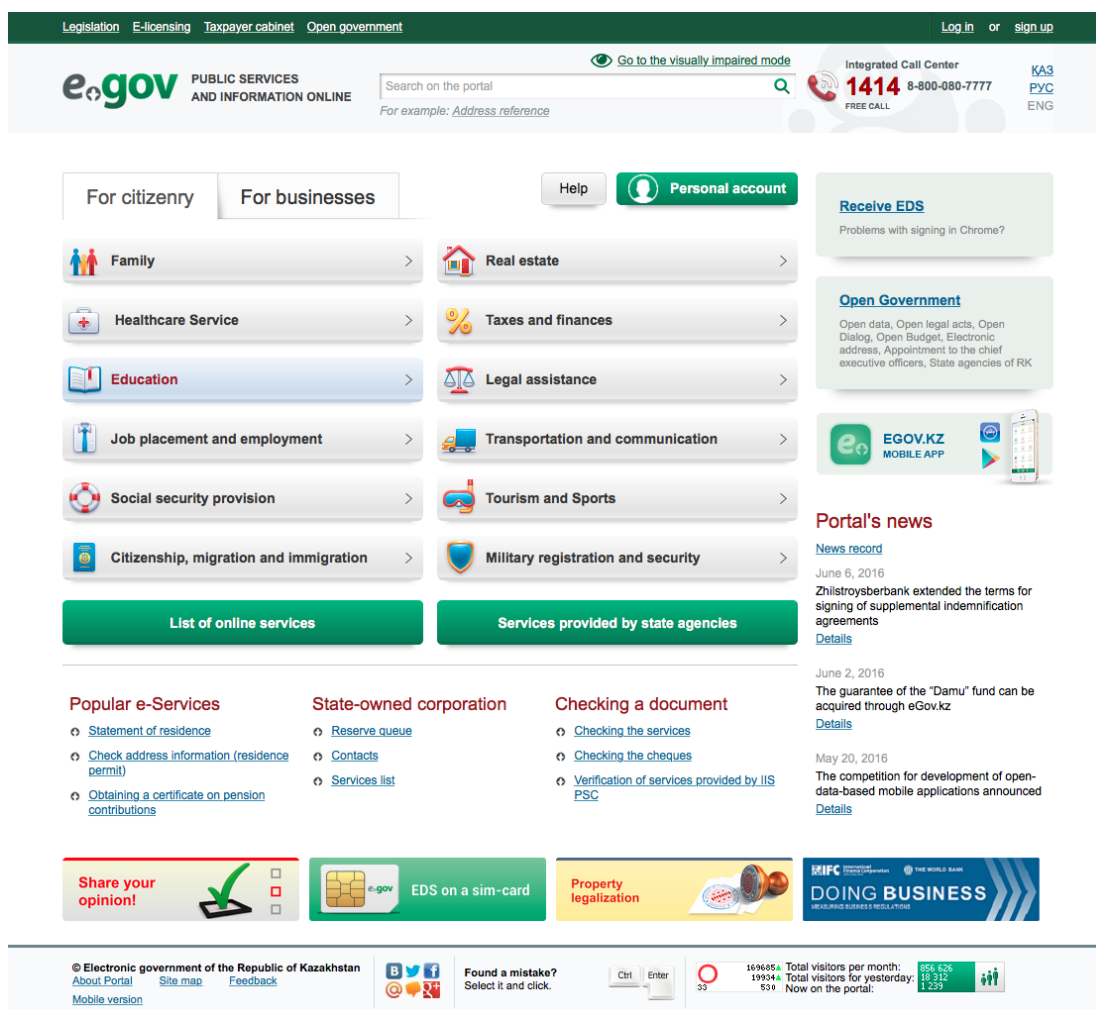 Legislation E-licensing Taxpayer cabinet Open government
Log in or sign up
e.gov PUBLIC SERVICES
AND INFORMATION ONLINE
Go to the visually impaired mode
Search on the portal
For example: Address reference
Integrated Call Center
1414 8-800-080-7777
FREE CALL
ҚАЗ
РУС
ENG
For citizenry For businesses
Help
Personal account
Family
Real estate
Healthcare Service
Taxes and finances
Education
Legal assistance
Job placement and employment
Transportation and communication
Social security provision
Tourism and Sports
Citizenship, migration and immigration
Military registration and security
List of online services
Services provided by state agencies
Receive EDS
Problems with signing in Chrome?
Open Government
Open data, Open legal acts, Open
Dialog, Open Budget, Electronic
address, Appointment to the chief
executive officers, State agencies of RK
EGOV.KZ
MOBILE APP
Portal's news
News record
June 6, 2016
Zhilstroysberbank extended the terms for
signing of supplemental indemnification
agreements
Details
June 2, 2016
The guarantee of the "Damu" fund can be
acquired through eGov.kz
Details
May 20, 2016
The competition for development of open-
data-based mobile applications announced
Details
Popular e-Services
Statement of residence
Check address information (residence
permit)
Obtaining a certificate on pension
contributions
State-owned corporation
Reserve queue
Contacts
Services list
Checking a document
Checking the services
Checking the cheques
Verification of services provided by IIS
PSC
Share your
opinion!
e.gov EDS on a sim-card
Property
legalization
IFC International
Finance Corporation THE WORLD BANK
DOING BUSINESS
MEASURING BUSINESS REGULATIONS
© Electronic government of the Republic of Kazakhstan
About Portal Site map Feedback
Mobile version
Found a mistake?
Select it and click.
Ctrl Enter
33
169685
19934
530
Total visitors per month: 856 626
Total visitors for yesterday: 18 312
Now on the portal: 1 239